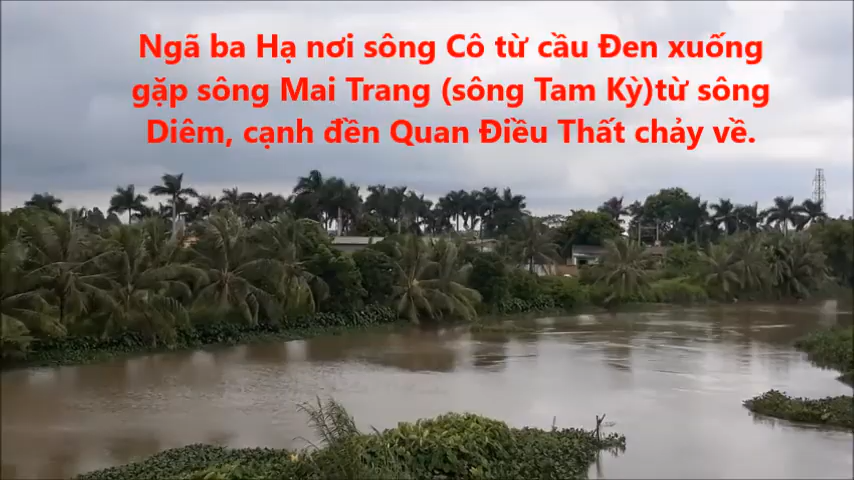 Ngã ba Hạ nơi sông Cô từ cầu Đen xuống
gặp sông Mai Trang (sông Tam Kỳ)từ sông
Diêm, cạnh đền Quan Điều Thất chảy về.